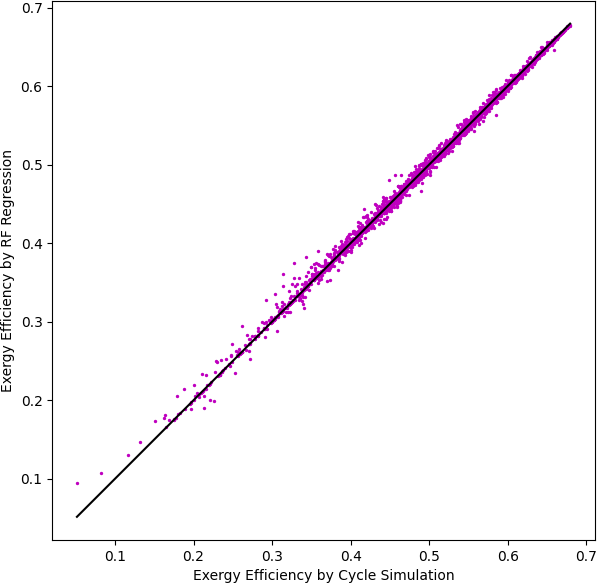 0.7
0.6
0.5
0.4
0.3
0.2
0.1
Exergy Efficiency by RF Regression
0.1 0.2 0.3 0.4 0.5 0.6 0.7
Exergy Efficiency by Cycle Simulation